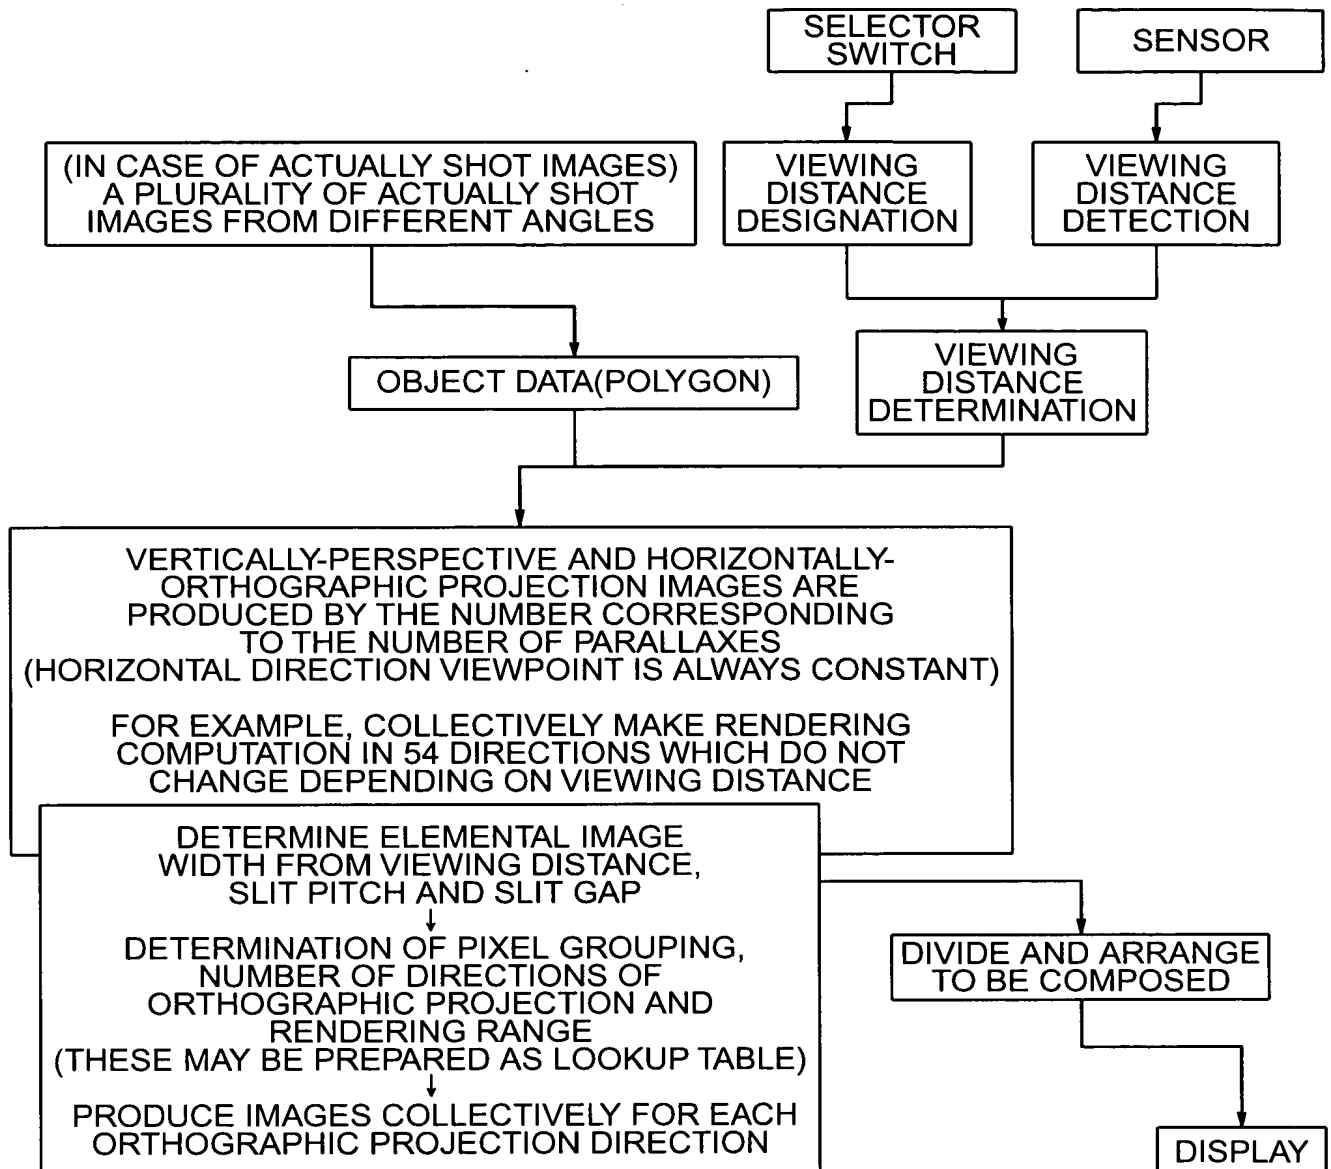 SELECTOR
SWITCH
SENSOR
(IN CASE OF ACTUALLY SHOT IMAGES)
A PLURALITY OF ACTUALLY SHOT
IMAGES FROM DIFFERENT ANGLES
VIEWING
DISTANCE
DESIGNATION
VIEWING
DISTANCE
DETECTION
OBJECT DATA(POLYGON)
VIEWING
DISTANCE
DETERMINATION
VERTICALLY-PERSPECTIVE AND HORIZONTALLY-
ORTHOGRAPHIC PROJECTION IMAGES ARE
PRODUCED BY THE NUMBER CORRESPONDING
TO THE NUMBER OF PARALLAXES
(HORIZONTAL DIRECTION VIEWPOINT IS ALWAYS CONSTANT)
FOR EXAMPLE, COLLECTIVELY MAKE RENDERING
COMPUTATION IN 54 DIRECTIONS WHICH DO NOT
CHANGE DEPENDING ON VIEWING DISTANCE
DETERMINE ELEMENTAL IMAGE
WIDTH FROM VIEWING DISTANCE,
SLIT PITCH AND SLIT GAP
DETERMINATION OF PIXEL GROUPING,
NUMBER OF DIRECTIONS OF
ORTHOGRAPHIC PROJECTION AND
RENDERING RANGE
(THESE MAY BE PREPARED AS LOOKUP TABLE)
PRODUCE IMAGES COLLECTIVELY FOR EACH
ORTHOGRAPHIC PROJECTION DIRECTION
DIVIDE AND ARRANGE
TO BE COMPOSED
DISPLAY